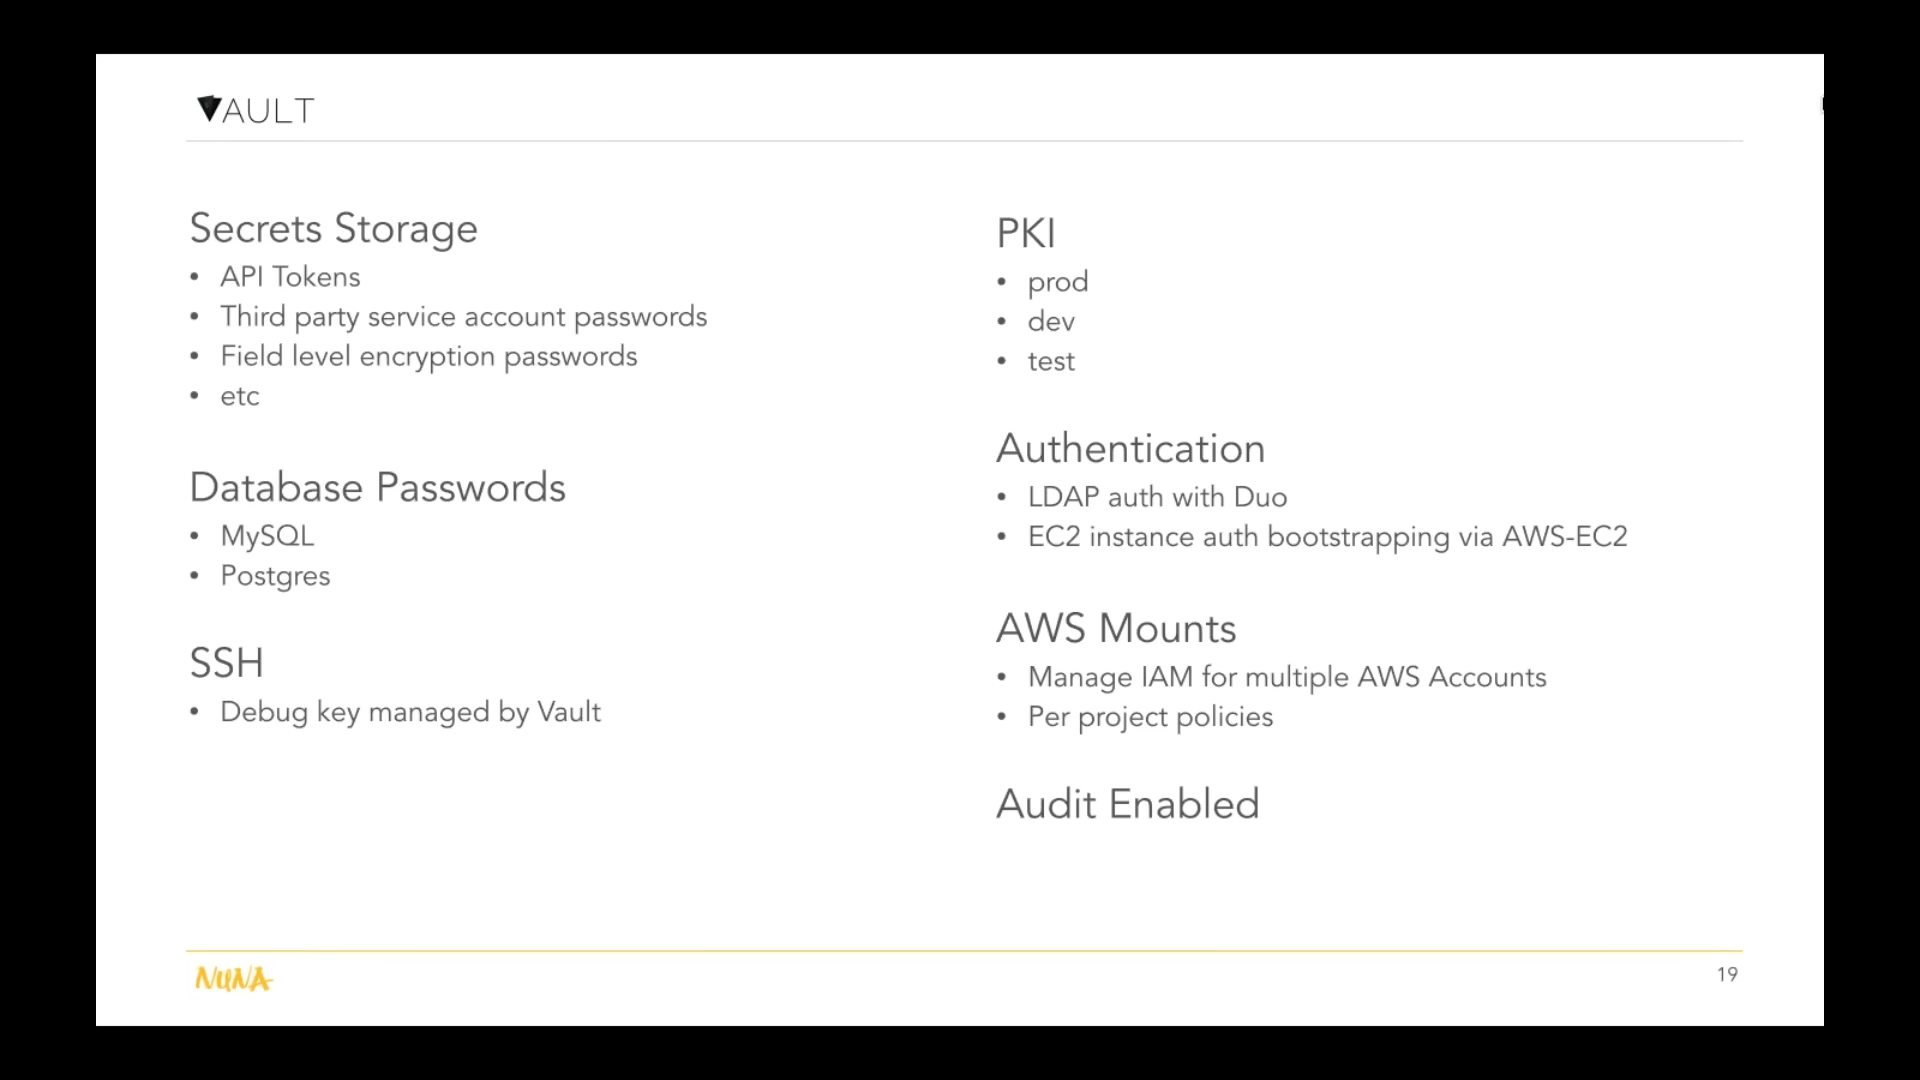 VAULT
Secrets Storage
• API Tokens
• Third party service account passwords
• Field level encryption passwords
• etc
Database Passwords
• MySQL
• Postgres
SSH
• Debug key managed by Vault
PKI
• prod
• dev
• test
Authentication
• LDAP auth with Duo
• EC2 instance auth bootstrapping via AWS-EC2
AWS Mounts
• Manage IAM for multiple AWS Accounts
• Per project policies
Audit Enabled
NUNA
19